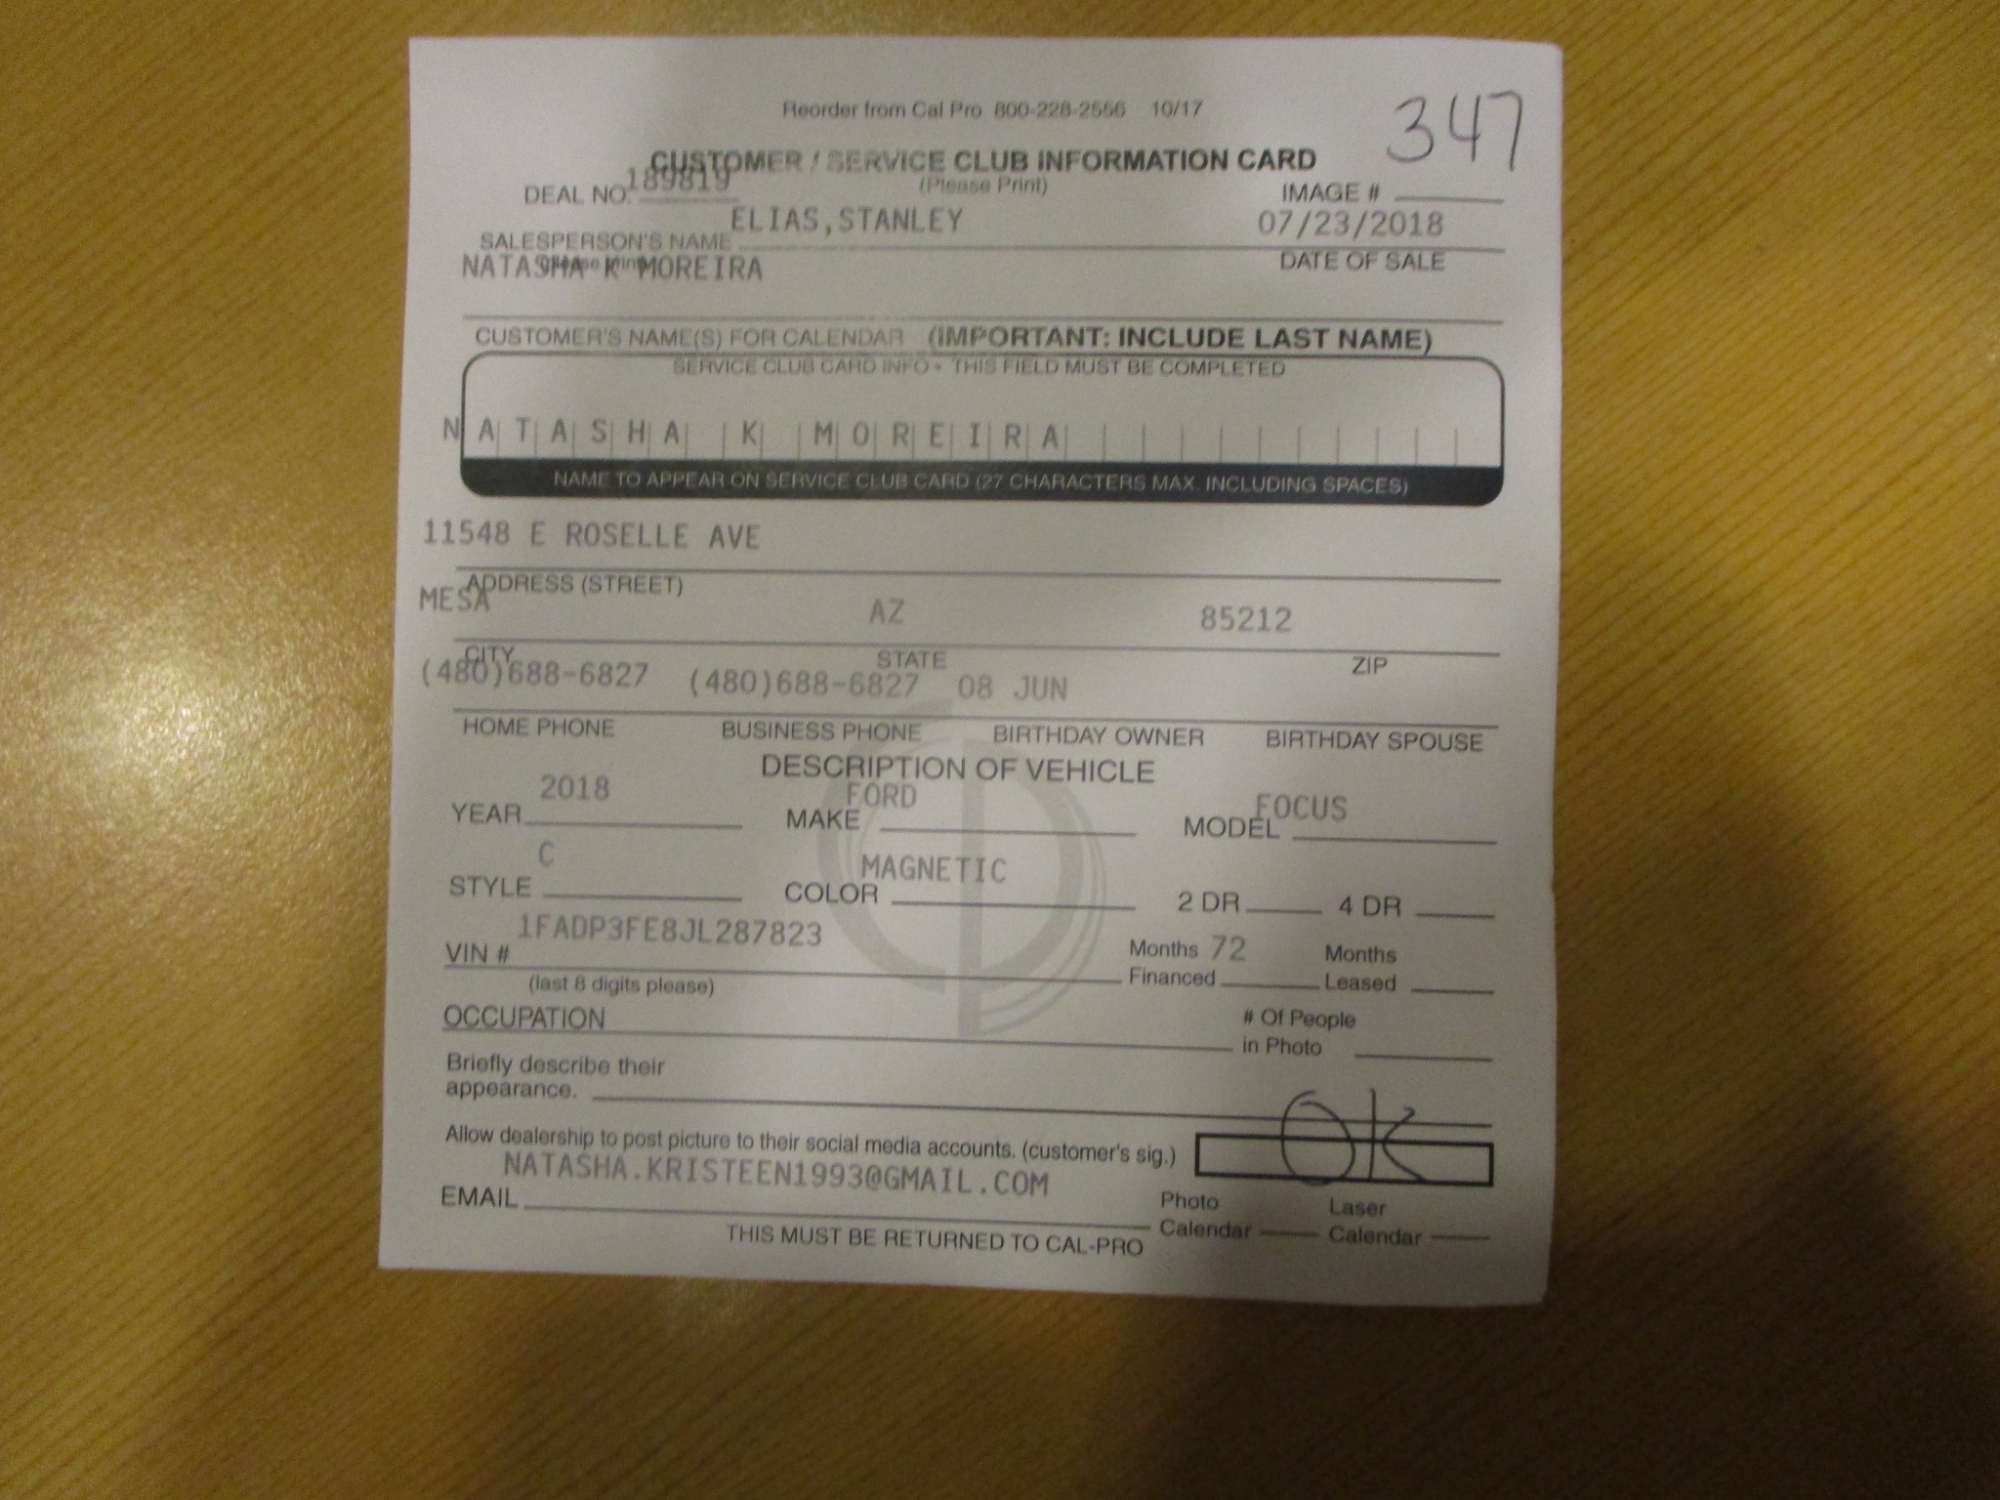 Reorder from Cal Pro 800-228-2556 10/17
347
CUSTOMER / SERVICE CLUB INFORMATION CARD
(Please Print)
DEAL NO. 189819
IMAGE #
ELIAS,STANLEY
07/23/2018
SALESPERSON'S NAME
DATE OF SALE
(Please Print)
NATASHA K MOREIRA
CUSTOMER'S NAME(S) FOR CALENDAR (IMPORTANT: INCLUDE LAST NAME)
SERVICE CLUB CARD INFO • THIS FIELD MUST BE COMPLETED
NATASHA K MOREIRA
NAME TO APPEAR ON SERVICE CLUB CARD (27 CHARACTERS MAX. INCLUDING SPACES)
11548 E ROSELLE AVE
ADDRESS (STREET)
MESA AZ 85212
CITY STATE ZIP
(480)688-6827 (480)688-6827 08 JUN
HOME PHONE BUSINESS PHONE BIRTHDAY OWNER BIRTHDAY SPOUSE
DESCRIPTION OF VEHICLE
2018 FORD FOCUS
YEAR MAKE MODEL
C MAGNETIC
STYLE COLOR 2 DR 4 DR
1FADP3FE8JL287823
VIN # Months 72 Months
(last 8 digits please) Financed Leased
OCCUPATION # Of People
in Photo
Briefly describe their
appearance.
Allow dealership to post picture to their social media accounts. (customer's sig.) OK
NATASHA.KRISTEEN1993@GMAIL.COM
EMAIL Photo Laser
Calendar Calendar
THIS MUST BE RETURNED TO CAL-PRO